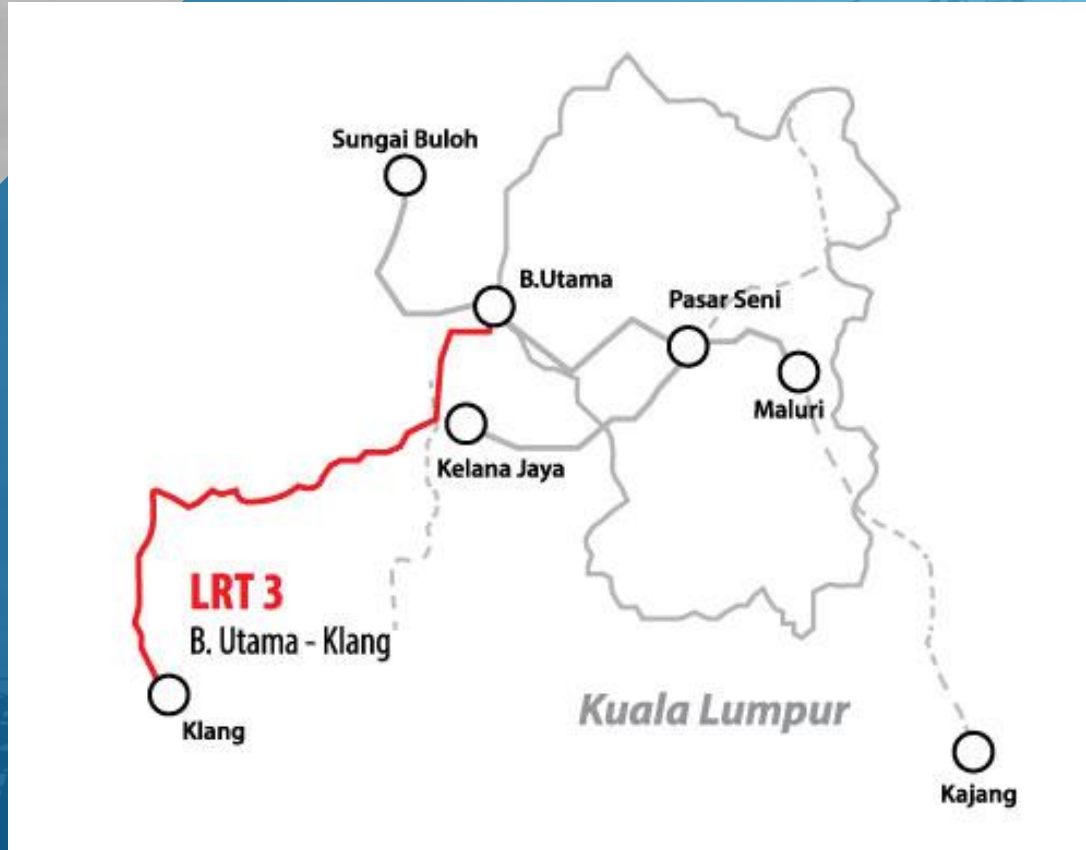 Sungai Buloh
B.Utama
Pasar Seni
Maluri
Kelana Jaya
LRT 3
B. Utama - Klang
Klang
Kuala Lumpur
Kajang